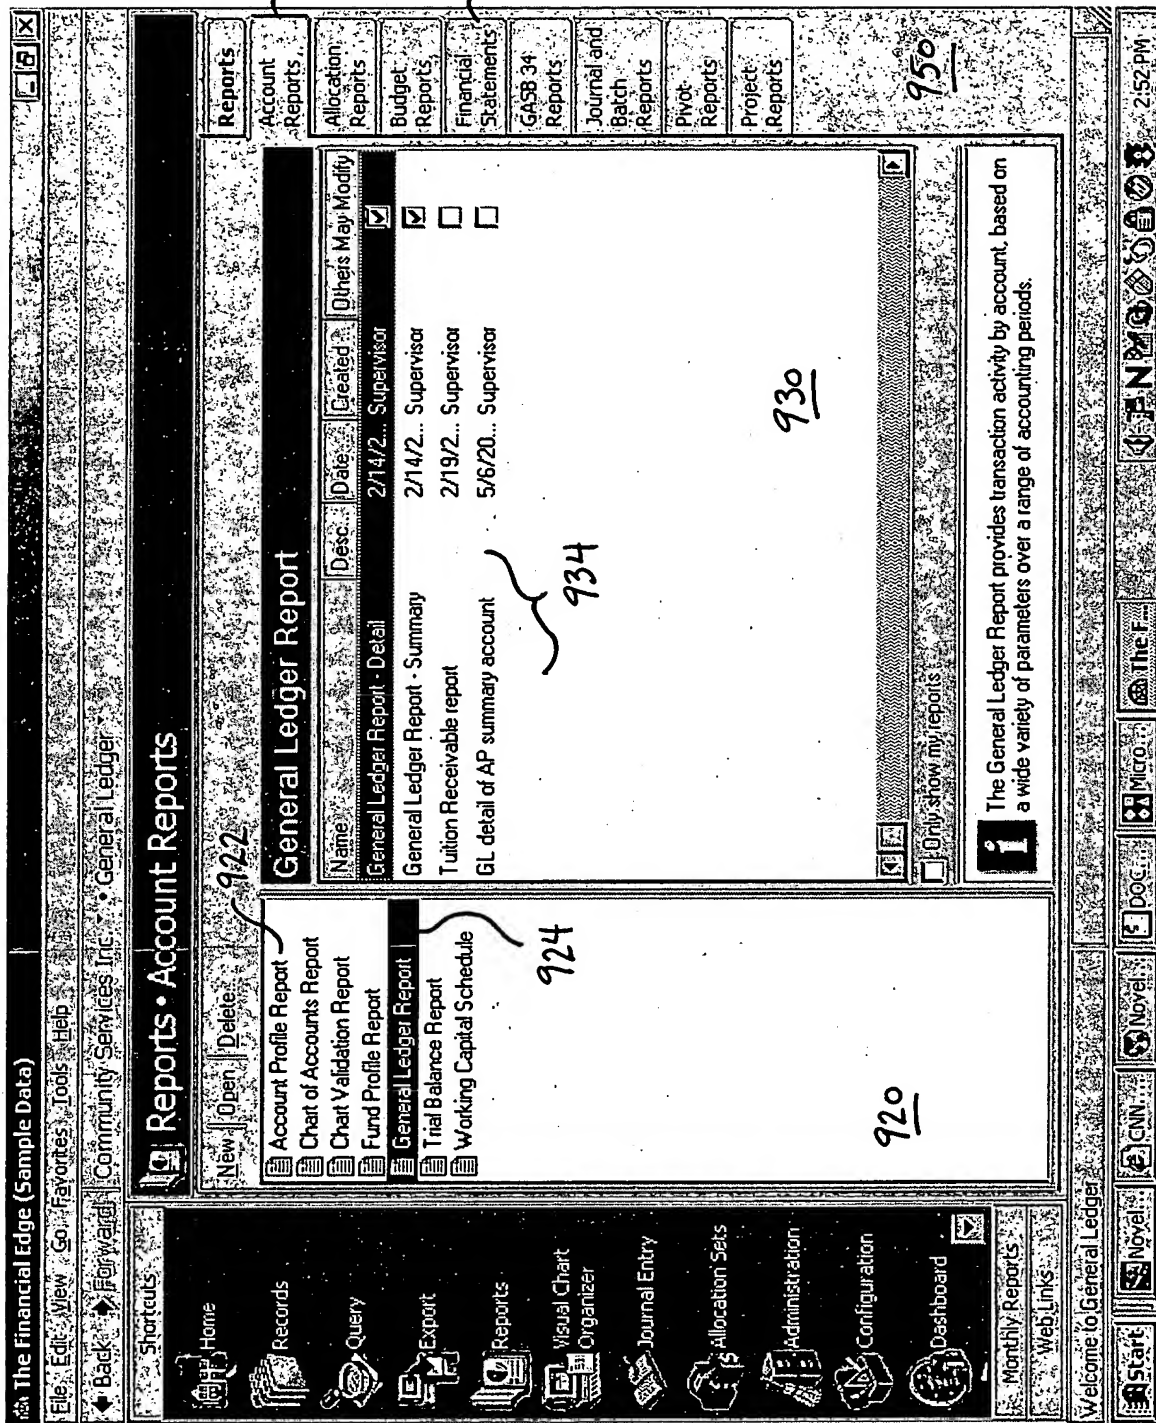 The Financial Edge (Sample Data)
File Edit View Go Favorites Tools Help
Back Forward Community Services Inc. General Ledger
Shortcuts
Home
Records
Query
Export
Reports
Visual Chart
Organizer
Journal Entry
Allocation Sets
Administration
Configuration
Dashboard
Monthly Reports
Web Links
Reports • Account Reports
New Open Delete
922
Account Profile Report
Chart of Accounts Report
Chart Validation Report
Fund Profile Report
General Ledger Report
Trial Balance Report
Working Capital Schedule
924
920
General Ledger Report
Name Desc... Date Created Others May Modify
General Ledger Report - Detail 2/14/2... Supervisor
General Ledger Report - Summary 2/14/2... Supervisor
Tuition Receivable report 2/19/2... Supervisor
GL detail of AP summary account 5/6/20... Supervisor
934
930
Only show my reports
The General Ledger Report provides transaction activity by account, based on
a wide variety of parameters over a range of accounting periods.
Reports
Account
Reports
Allocation
Reports
Budget
Reports
Financial
Statements
GASB 34
Reports
Journal and
Batch
Reports
Pivot
Reports
Project
Reports
950
Welcome to General Ledger
Start Novel... CNN... Novel... DOC... Micro... The F... N 2:52 PM